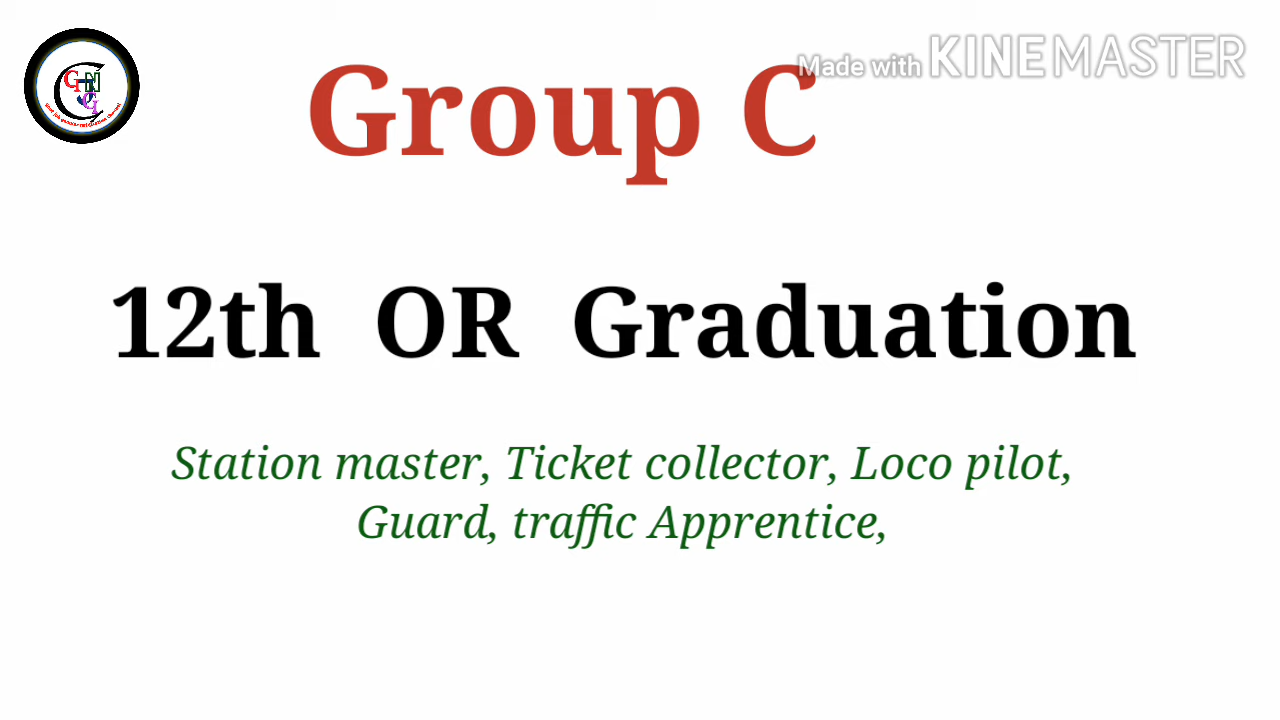 Made with KINEMASTER
Group C
12th OR Graduation
Station master, Ticket collector, Loco pilot,
Guard, traffic Apprentice,